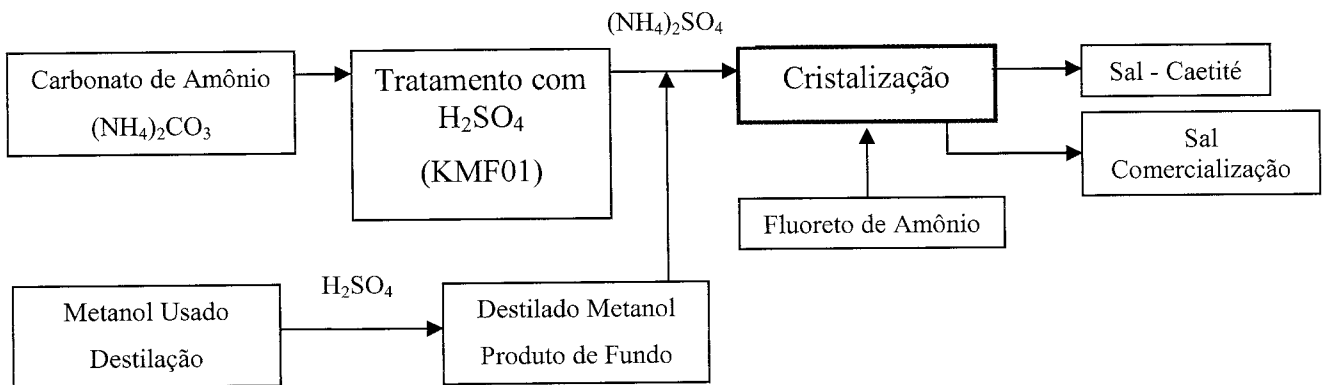 (NH₄)₂SO₄
Carbonato de Amônio
(NH₄)₂CO₃
Tratamento com
H₂SO₄
(KMF01)
Cristalização
Sal - Caetité
Sal
Comercialização
Fluoreto de Amônio
Metanol Usado
Destilação
H₂SO₄
Destilado Metanol
Produto de Fundo